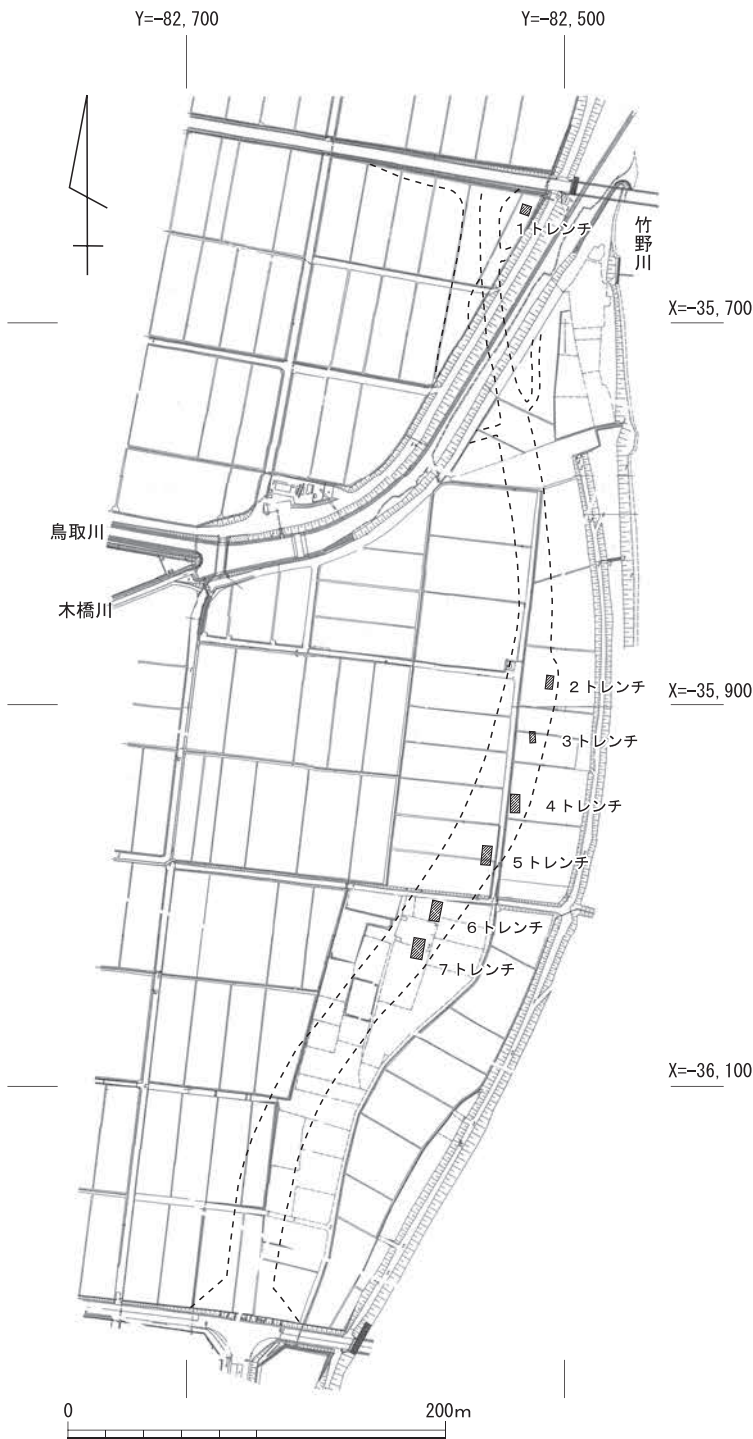 Y=-82,700
Y=-82,500
1トレンチ
竹野川
X=-35,700
鳥取川
木橋川
2トレンチ
X=-35,900
3トレンチ
4トレンチ
5トレンチ
6トレンチ
7トレンチ
X=-36,100
0
200m